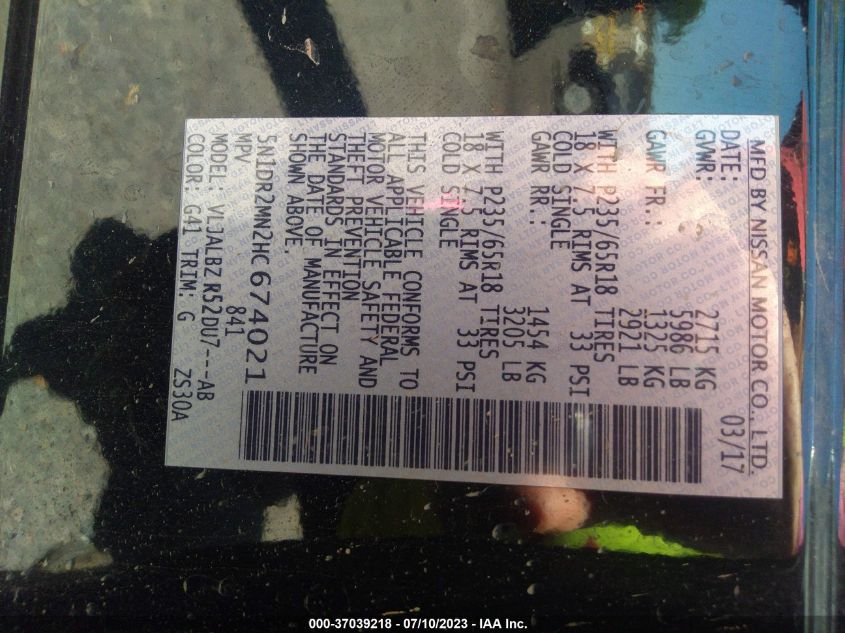 MFD BY NISSAN MOTOR CO., LTD.
DATE: 03/17
GVWR: 2715 KG
5986 LB
GAWR FR.: 1325 KG
2921 LB
WITH P235/65R18 TIRES
18 X 7.5 RIMS AT 33 PSI
COLD SINGLE
GAWR RR.: 1454 KG
3205 LB
WITH P235/65R18 TIRES
18 X 7.5 RIMS AT 33 PSI
COLD SINGLE
THIS VEHICLE CONFORMS TO
ALL APPLICABLE FEDERAL
MOTOR VEHICLE SAFETY AND
THEFT PREVENTION
STANDARDS IN EFFECT ON
THE DATE OF MANUFACTURE
SHOWN ABOVE.
5N1DR2MN2HC674021
MPV 841
MODEL: VLJALBZ R52DU7---AB
COLOR: G41 TRIM: G ZS30A
000-37039218 - 07/10/2023 - IAA Inc.